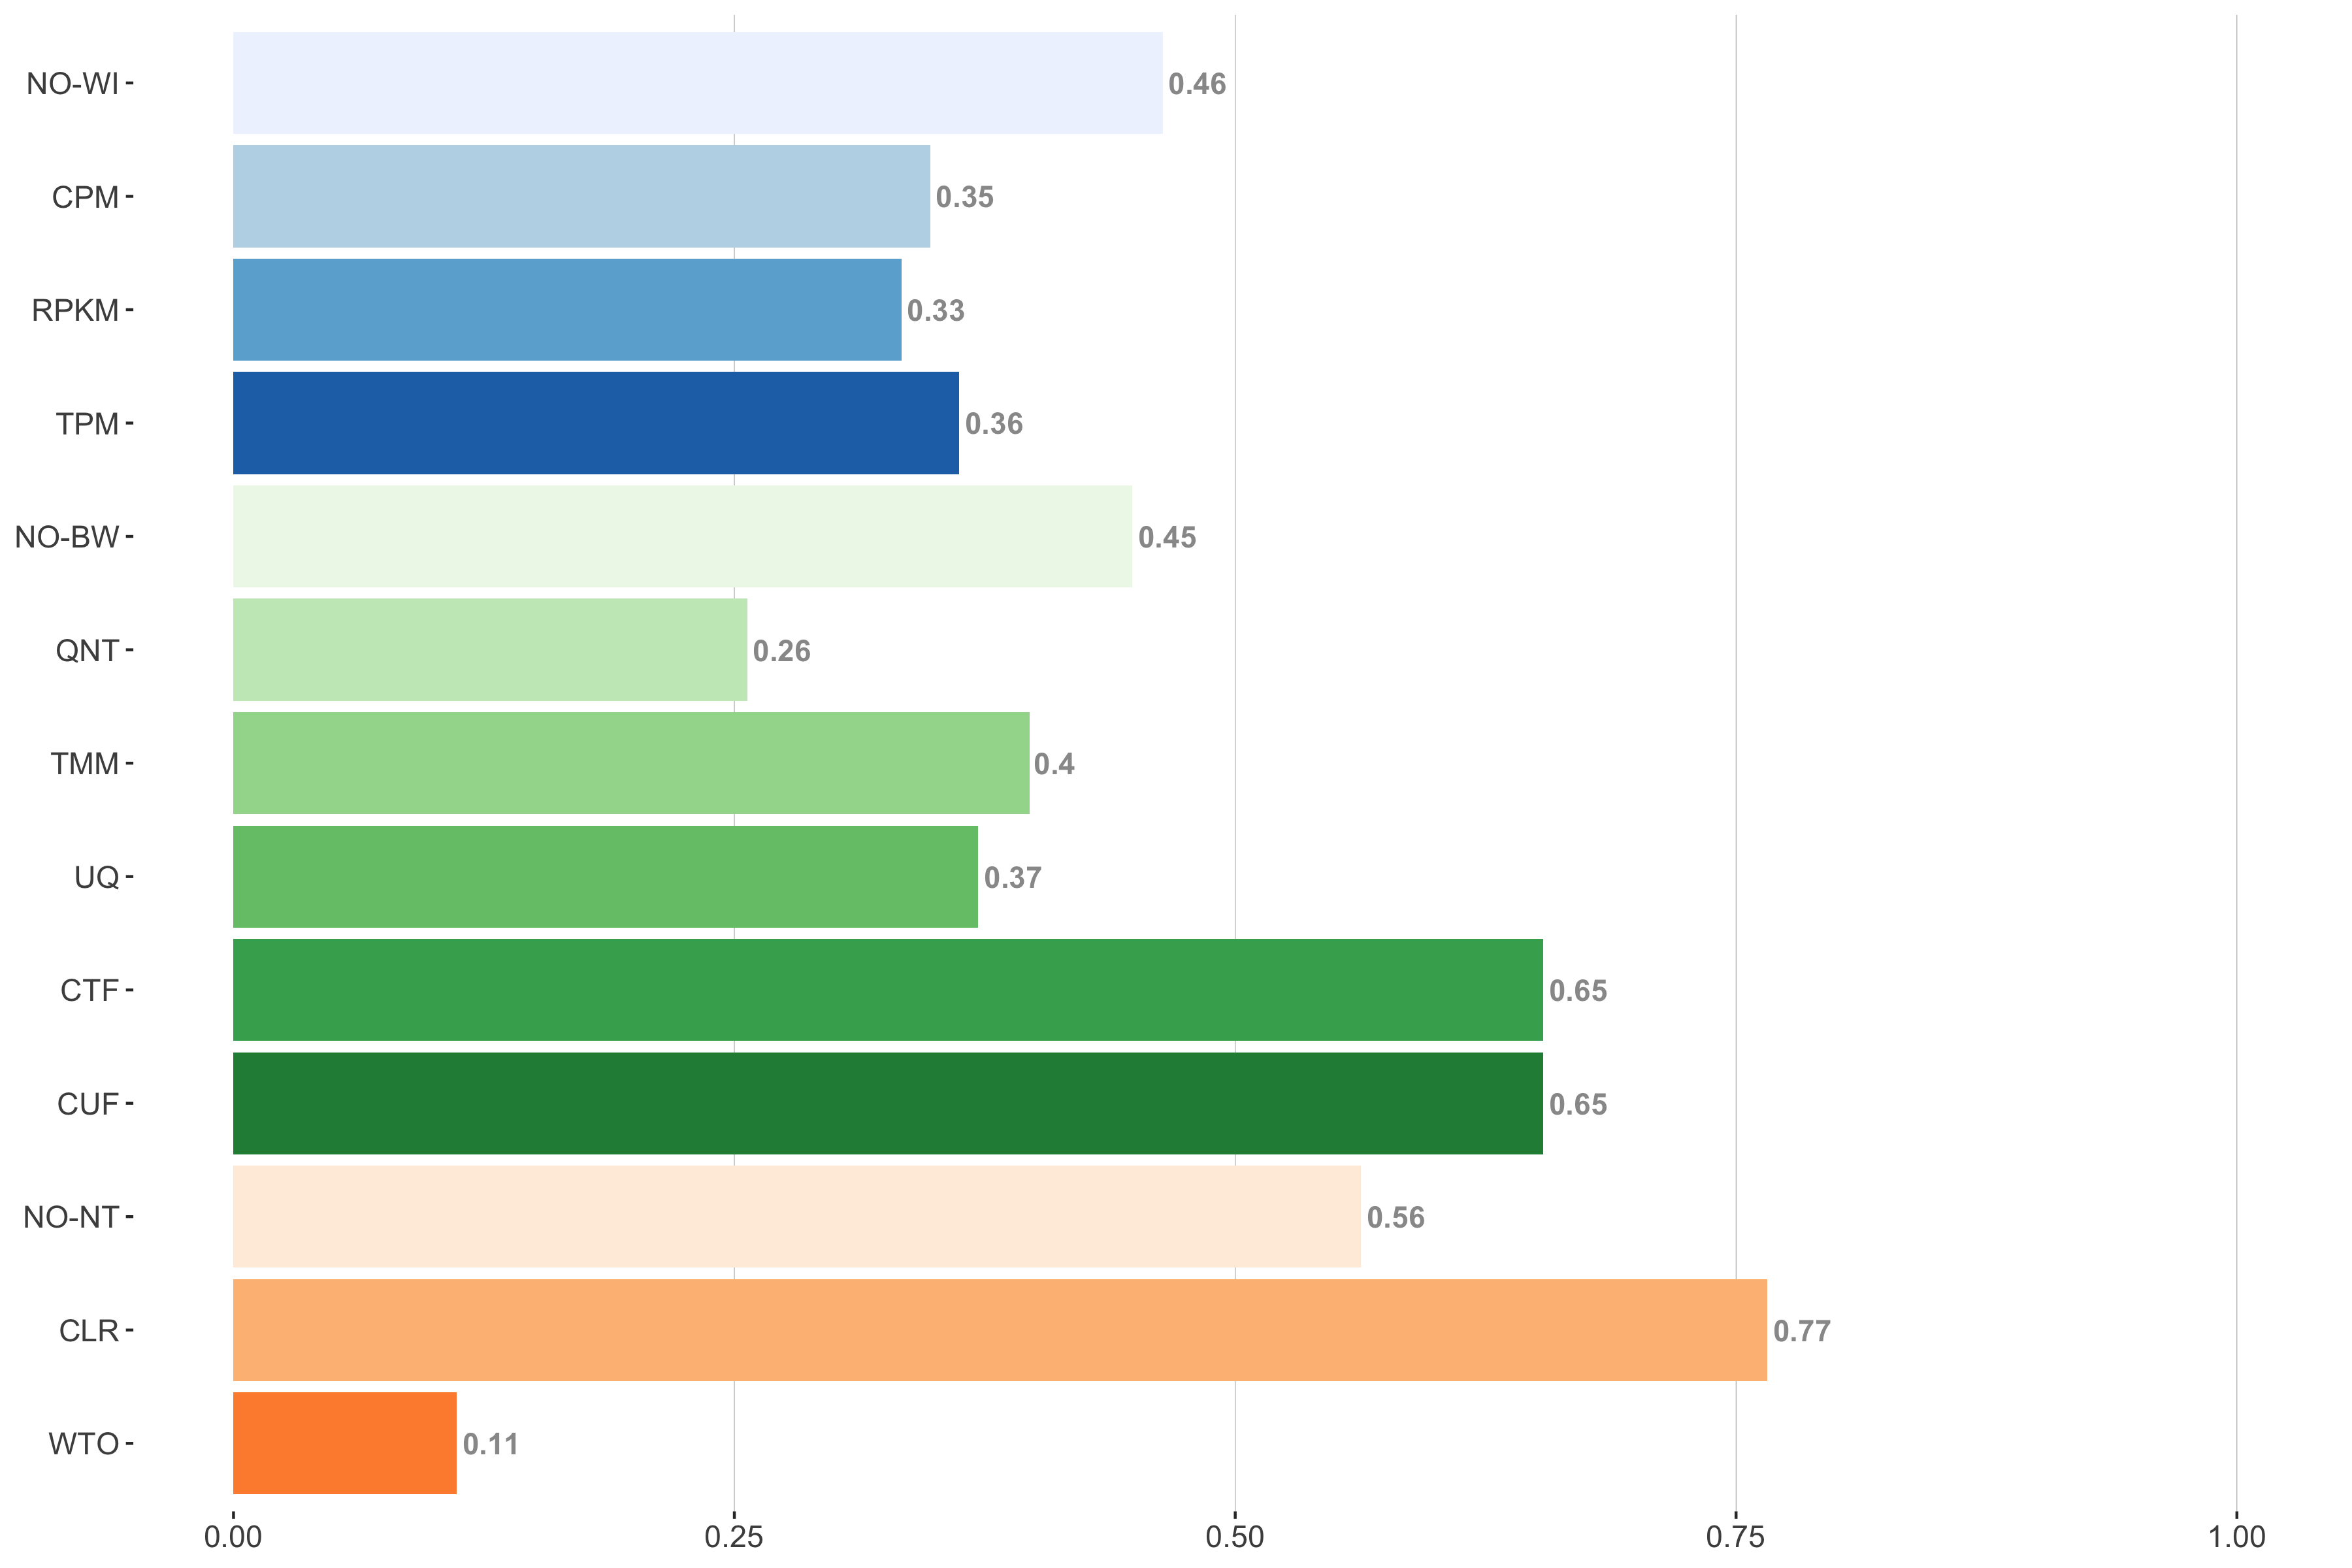 NO-WI 0.46
CPM 0.35
RPKM 0.33
TPM 0.36
NO-BW 0.45
QNT 0.26
TMM 0.4
UQ 0.37
CTF 0.65
CUF 0.65
NO-NT 0.56
CLR 0.77
WTO 0.11
0.00 0.25 0.50 0.75 1.00